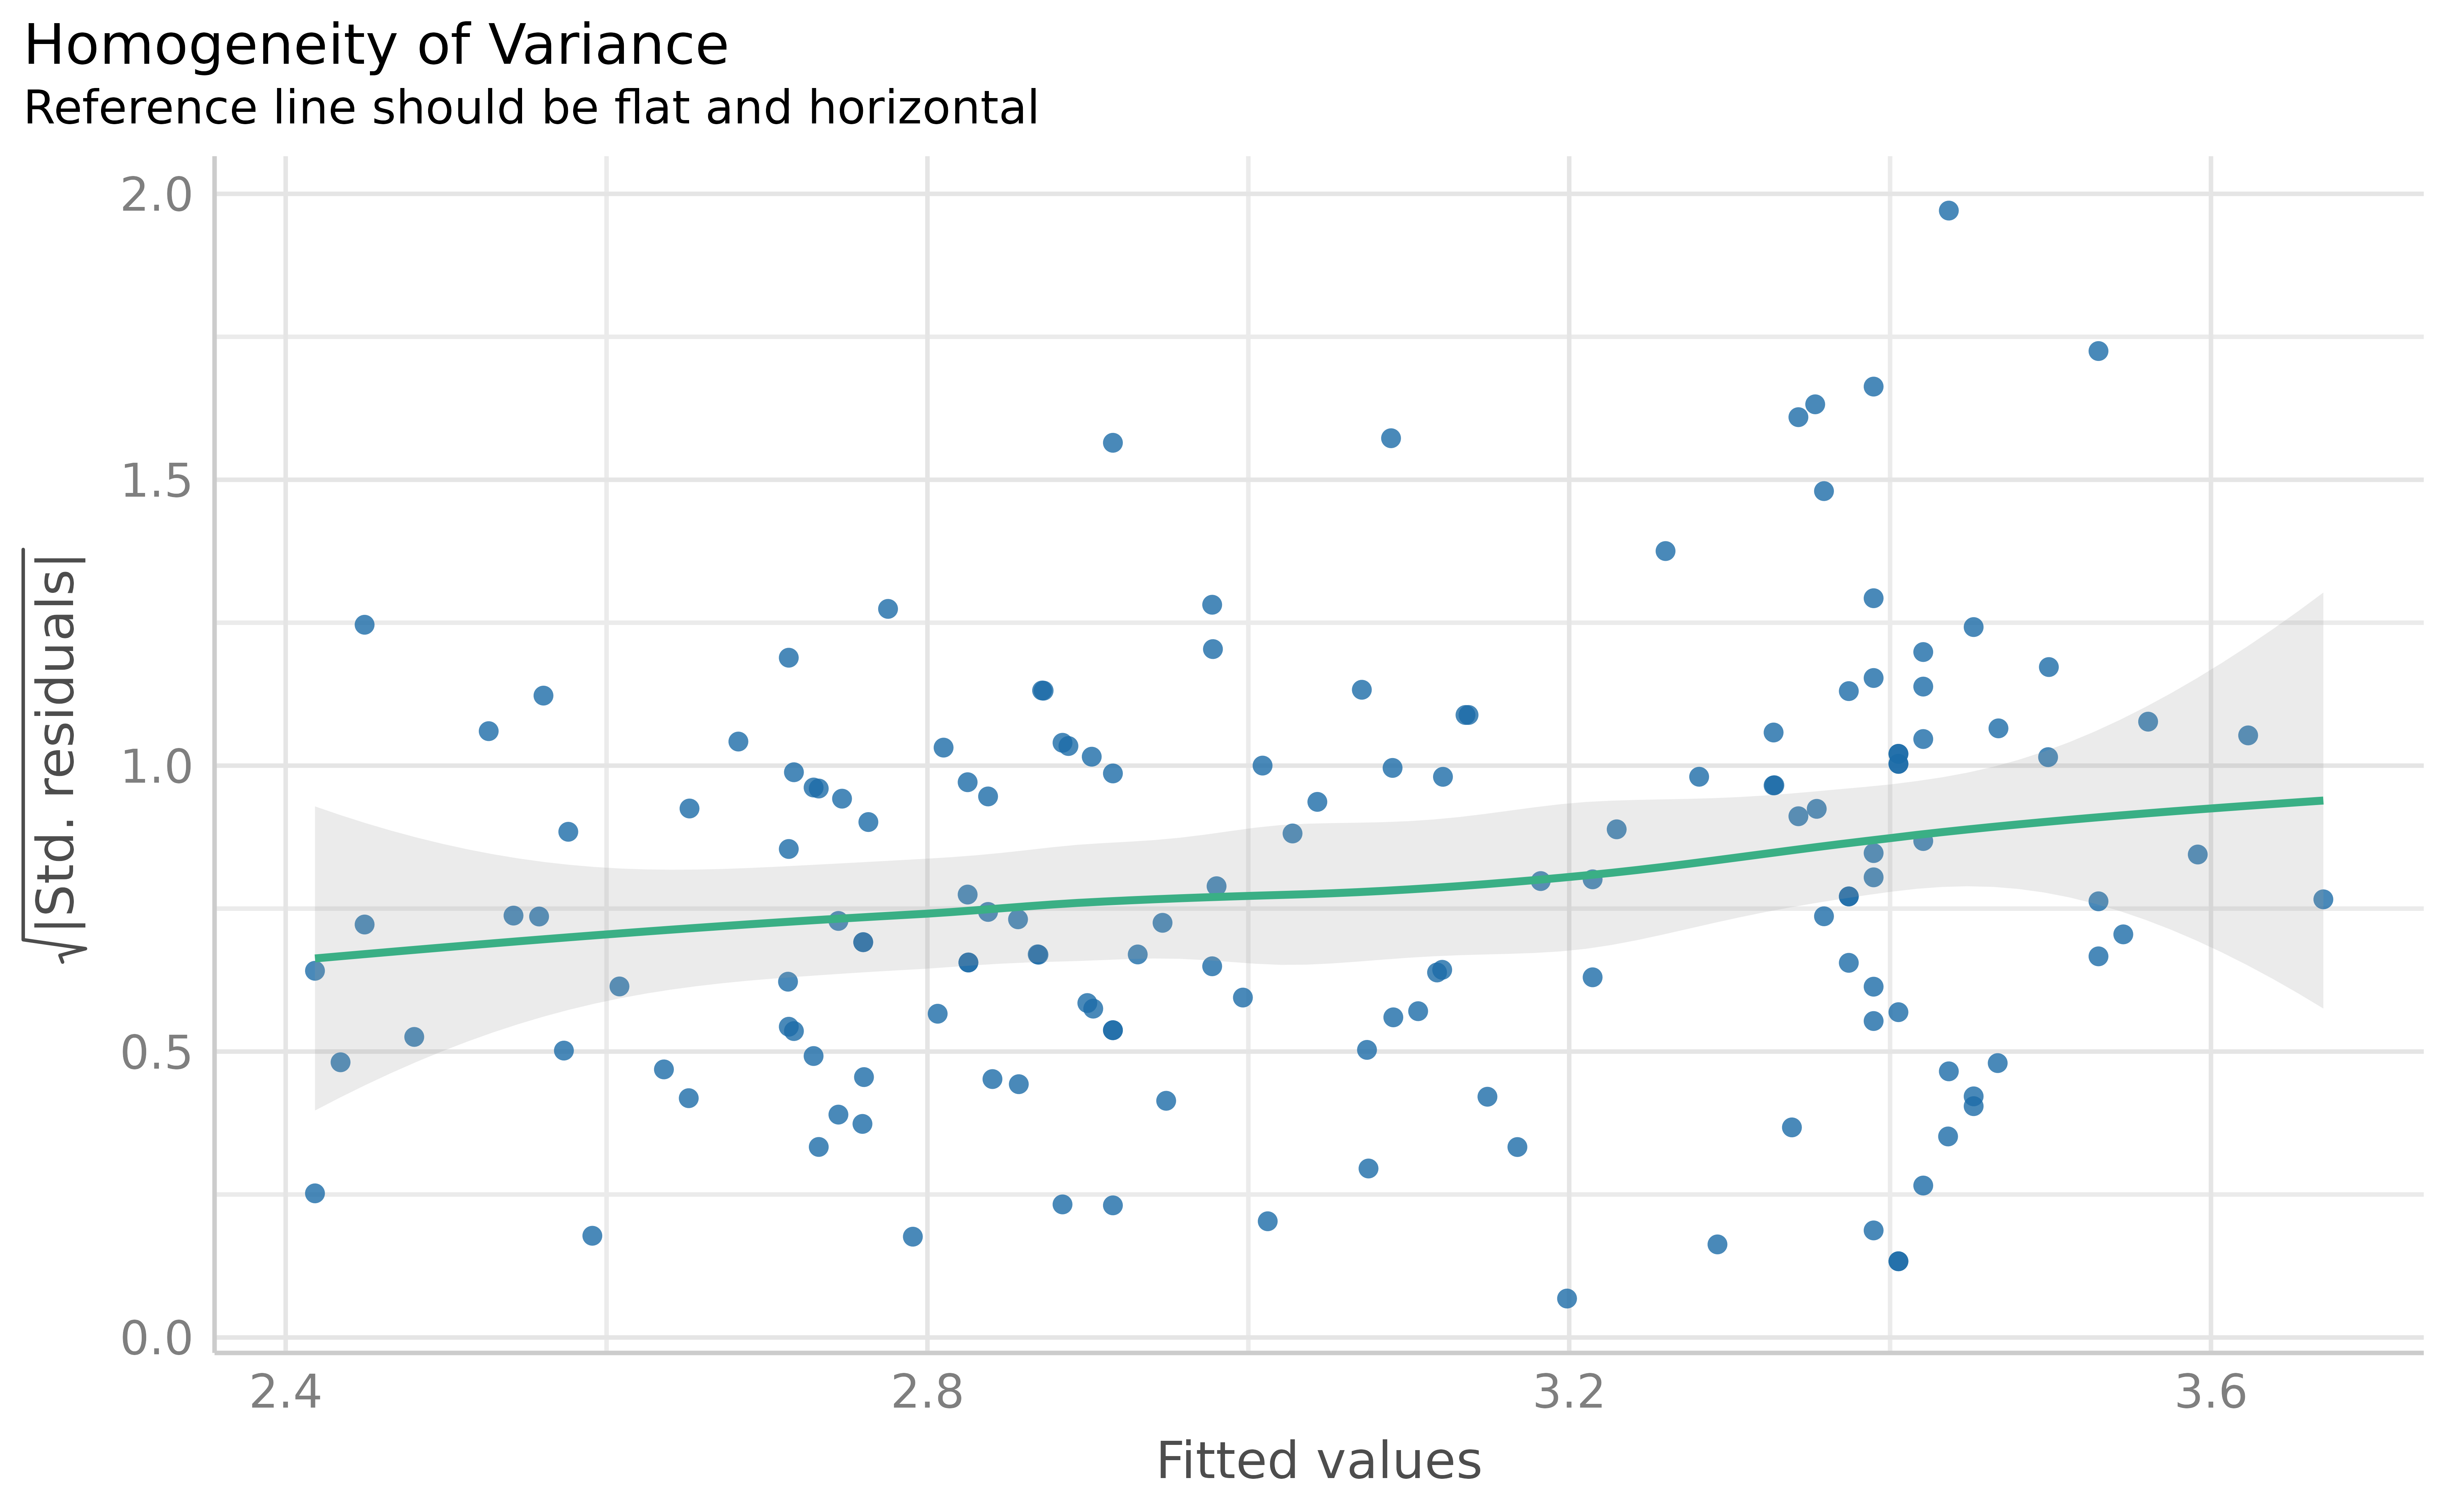 Homogeneity of Variance
Reference line should be flat and horizontal
√|Std. residuals|
2.0
1.5
1.0
0.5
0.0
2.4 2.8 3.2 3.6
Fitted values